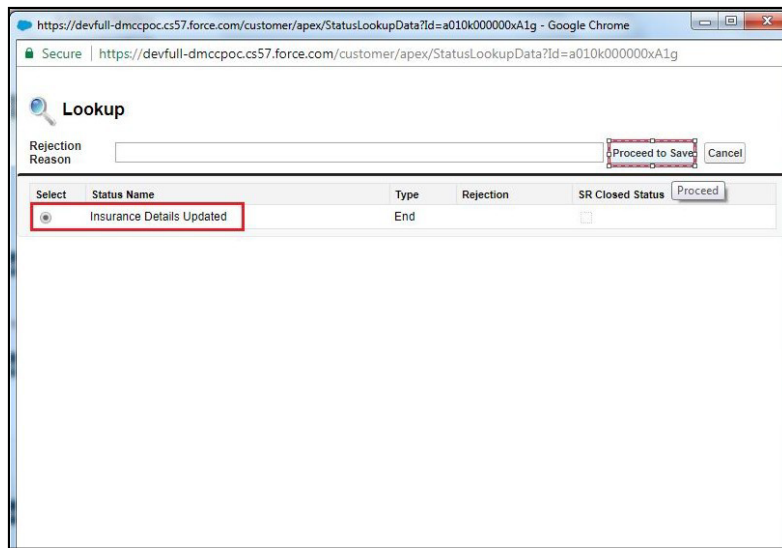 https://devfull-dmccpoc.cs57.force.com/customer/apex/StatusLookupData?Id=a010k000000xA1g - Google Chrome
Secure | https://devfull-dmccpoc.cs57.force.com/customer/apex/StatusLookupData?Id=a010k000000xA1g
Lookup
Rejection
Reason
Proceed to Save Cancel
Select Status Name Type Rejection SR Closed Status Proceed
Insurance Details Updated End